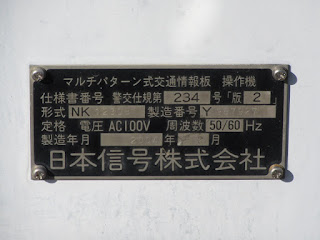 マルチパターン式交通情報板 操作機
仕様書番号 警交仕規第 234 号「版 2」
形式 NK 製造番号 Y
定格 電圧 AC100V 周波数 50/60 Hz
製造年月 年 月
日本信号株式会社